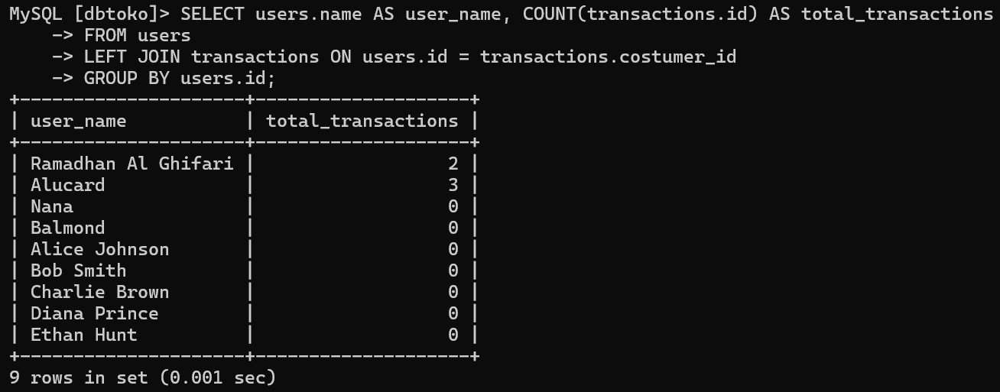 MySQL [dbtoko]> SELECT users.name AS user_name, COUNT(transactions.id) AS total_transactions
    -> FROM users
    -> LEFT JOIN transactions ON users.id = transactions.costumer_id
    -> GROUP BY users.id;
+---------------------+--------------------+
| user_name           | total_transactions |
+---------------------+--------------------+
| Ramadhan Al Ghifari |                  2 |
| Alucard             |                  3 |
| Nana                |                  0 |
| Balmond             |                  0 |
| Alice Johnson       |                  0 |
| Bob Smith           |                  0 |
| Charlie Brown       |                  0 |
| Diana Prince        |                  0 |
| Ethan Hunt          |                  0 |
+---------------------+--------------------+
9 rows in set (0.001 sec)